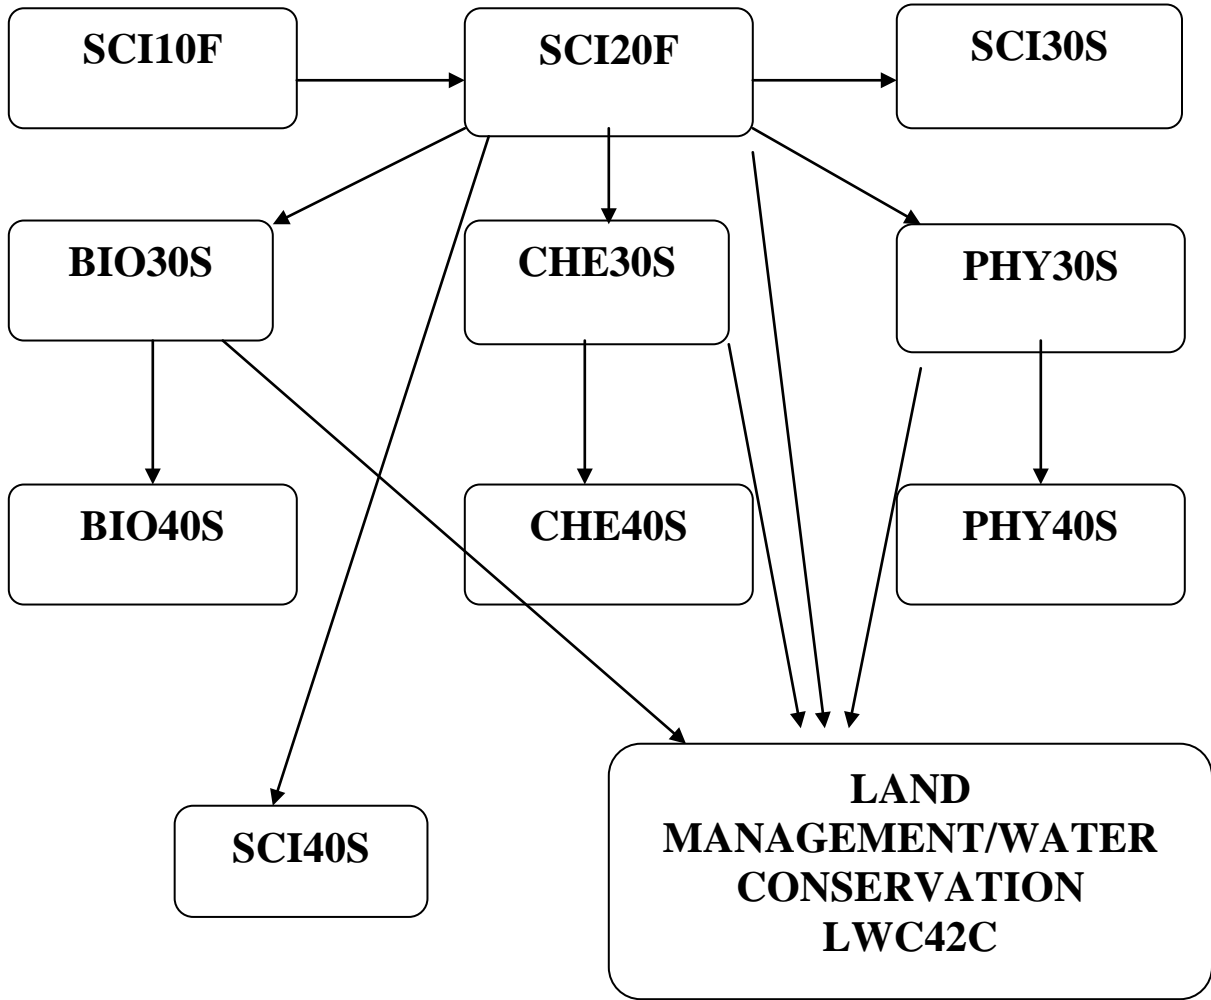 SCI10F
SCI20F
SCI30S
BIO30S
CHE30S
PHY30S
BIO40S
CHE40S
PHY40S
SCI40S
LAND
MANAGEMENT/WATER
CONSERVATION
LWC42C